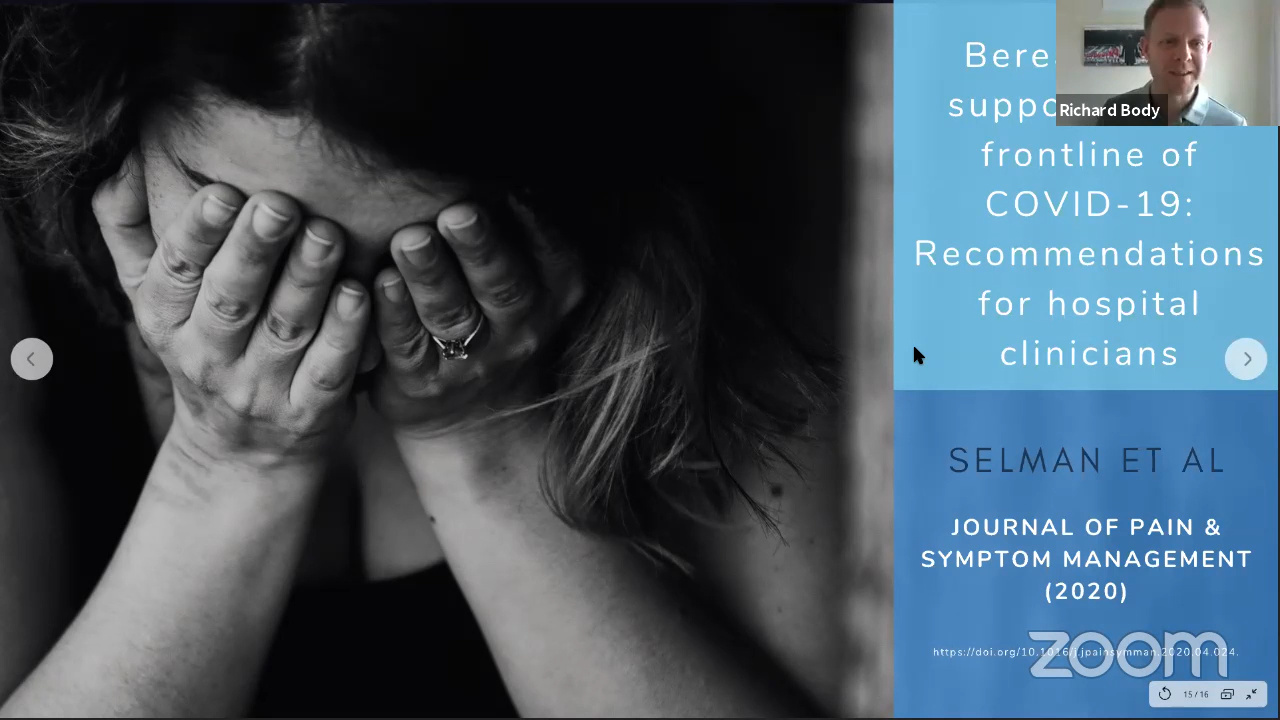 Bere
suppo
Richard Body
frontline of
COVID-19:
Recommendations
for hospital
clinicians
SELMAN ET AL
JOURNAL OF PAIN &
SYMPTOM MANAGEMENT
(2020)
https://doi.org/10.1016/j.jpainsymman.2020.04.024.
zoom
15/16